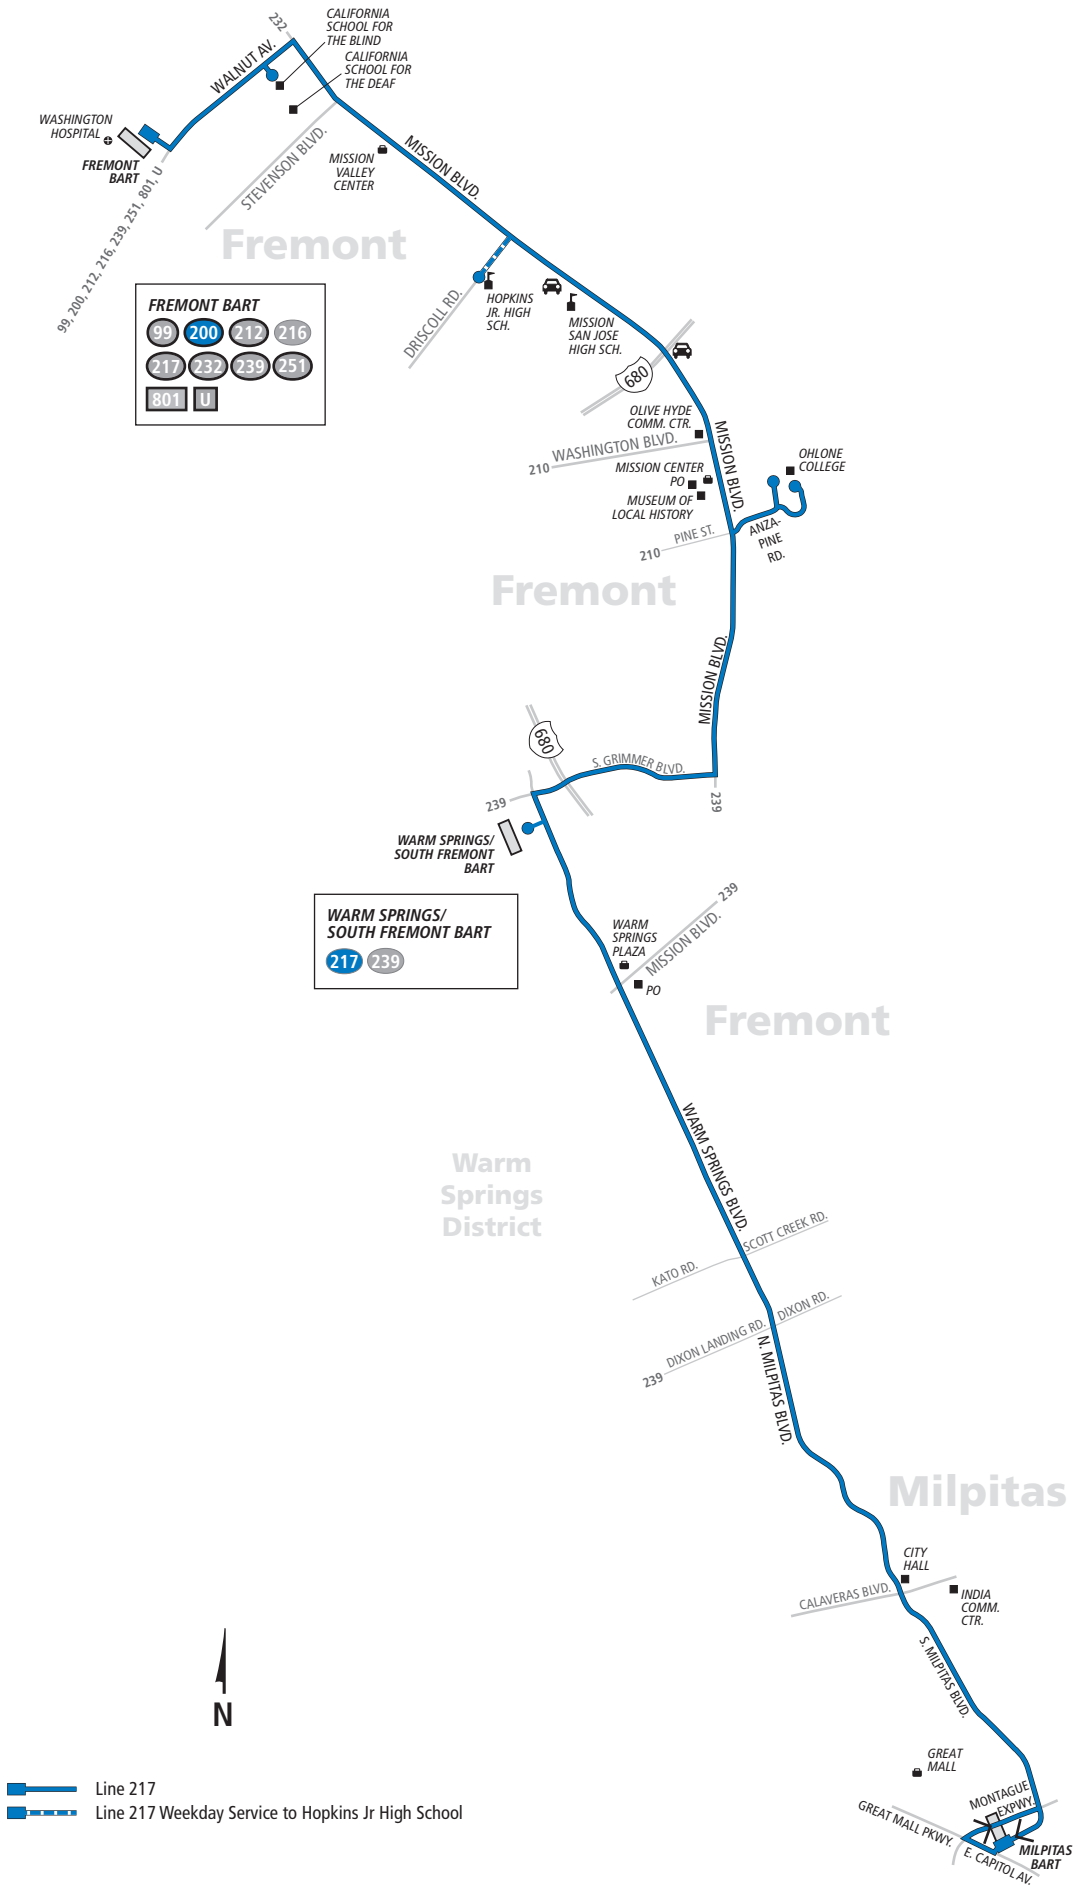 232
CALIFORNIA
SCHOOL FOR
THE BLIND
CALIFORNIA
SCHOOL FOR
THE DEAF
WALNUT AV.
WASHINGTON
HOSPITAL
FREMONT
BART
99, 200, 212, 216, 239, 251, 801, U
STEVENSON BLVD.
MISSION
VALLEY
CENTER
MISSION BLVD.
Fremont
DRISCOLL RD.
HOPKINS
JR. HIGH
SCH.
MISSION
SAN JOSE
HIGH SCH.
FREMONT BART
99 200 212 216
217 232 239 251
801 U
680
OLIVE HYDE
COMM. CTR.
WASHINGTON BLVD.
210
MISSION BLVD.
MISSION CENTER
PO
MUSEUM OF
LOCAL HISTORY
OHLONE
COLLEGE
ANZA-
PINE
RD.
PINE ST.
210
Fremont
MISSION BLVD.
680
S. GRIMMER BLVD.
239
239
WARM SPRINGS/
SOUTH FREMONT
BART
WARM SPRINGS/
SOUTH FREMONT BART
217 239
239
MISSION BLVD.
WARM
SPRINGS
PLAZA
PO
Fremont
WARM SPRINGS BLVD.
Warm
Springs
District
SCOTT CREEK RD.
KATO RD.
DIXON RD.
DIXON LANDING RD.
239
N. MILPITAS BLVD.
Milpitas
CITY
HALL
CALAVERAS BLVD.
INDIA
COMM.
CTR.
S. MILPITAS BLVD.
N
GREAT
MALL
MONTAGUE
EXPWY.
GREAT MALL PKWY.
E. CAPITOL AV.
MILPITAS
BART
Line 217
Line 217 Weekday Service to Hopkins Jr High School